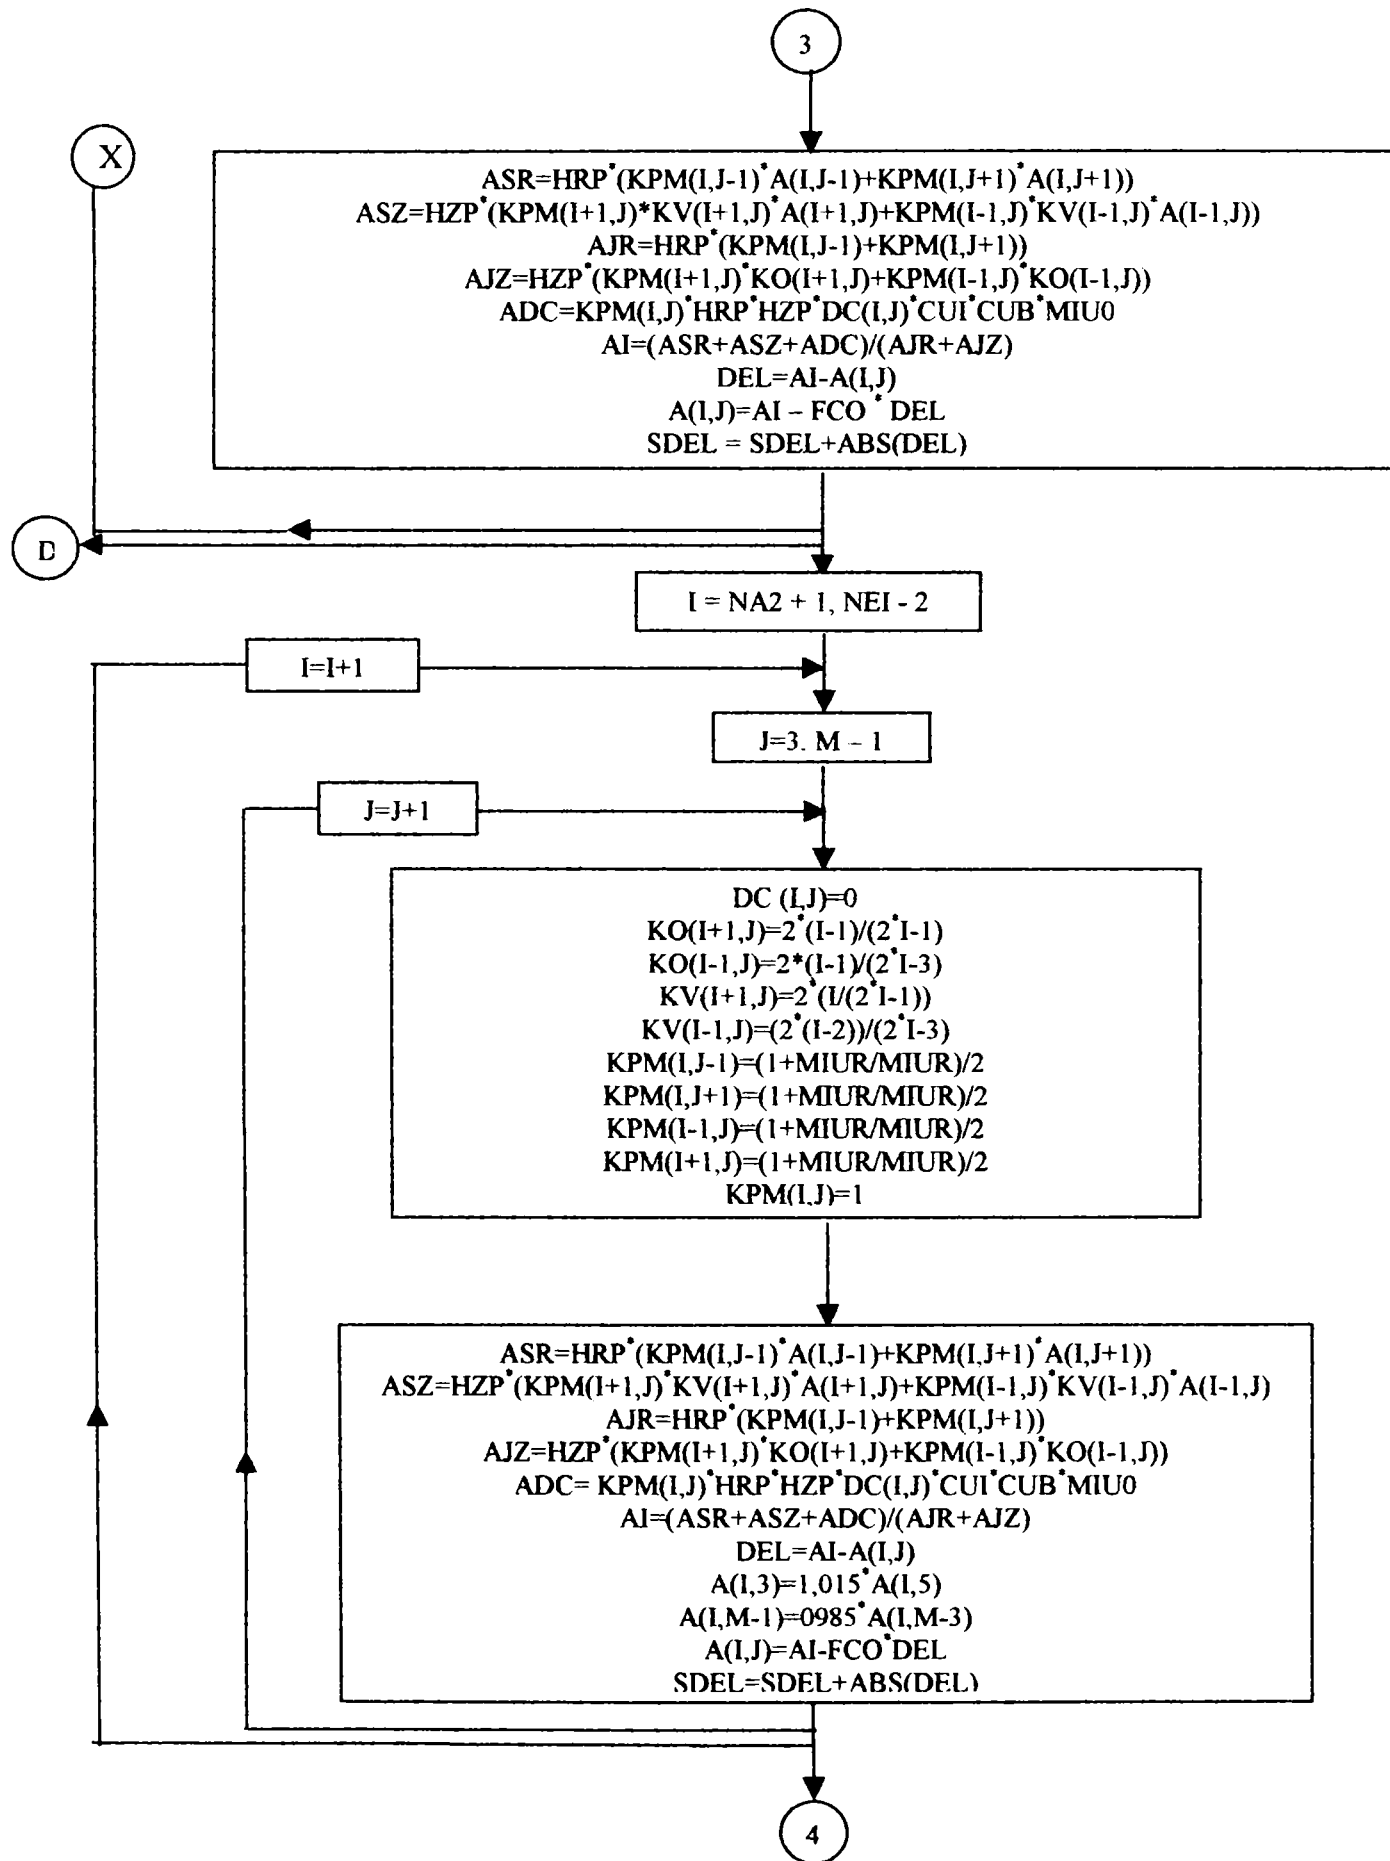 3
X
ASR=HRP*(KPM(I,J-1)*A(I,J-1)+KPM(I,J+1)*A(I,J+1))
ASZ=HZP*(KPM(I+1,J)*KV(I+1,J)*A(I+1,J)+KPM(I-1,J)*KV(I-1,J)*A(I-1,J))
AJR=HRP*(KPM(I,J-1)+KPM(I,J+1))
AJZ=HZP*(KPM(I+1,J)*KO(I+1,J)+KPM(I-1,J)*KO(I-1,J))
ADC=KPM(I,J)*HRP*HZP*DC(I,J)*CUI*CUB*MIU0
AI=(ASR+ASZ+ADC)/(AJR+AJZ)
DEL=AI-A(I,J)
A(I,J)=AI – FCO * DEL
SDEL = SDEL+ABS(DEL)
D
I = NA2 + 1, NEI - 2
I=I+1
J=3. M – 1
J=J+1
DC (I,J)=0
KO(I+1,J)=2*(I-1)/(2*I-1)
KO(I-1,J)=2*(I-1)/(2*I-3)
KV(I+1,J)=2*(I/(2*I-1))
KV(I-1,J)=(2*(I-2))/(2*I-3)
KPM(I,J-1)=(1+MIUR/MIUR)/2
KPM(I,J+1)=(1+MIUR/MIUR)/2
KPM(I-1,J)=(1+MIUR/MIUR)/2
KPM(I+1,J)=(1+MIUR/MIUR)/2
KPM(I,J)=1
ASR=HRP*(KPM(I,J-1)*A(I,J-1)+KPM(I,J+1)*A(I,J+1))
ASZ=HZP*(KPM(I+1,J)*KV(I+1,J)*A(I+1,J)+KPM(I-1,J)*KV(I-1,J)*A(I-1,J)
AJR=HRP*(KPM(I,J-1)+KPM(I,J+1))
AJZ=HZP*(KPM(I+1,J)*KO(I+1,J)+KPM(I-1,J)*KO(I-1,J))
ADC= KPM(I,J)*HRP*HZP*DC(I,J)*CUI*CUB*MIU0
AI=(ASR+ASZ+ADC)/(AJR+AJZ)
DEL=AI-A(I,J)
A(I,3)=1,015*A(I,5)
A(I,M-1)=0985*A(I,M-3)
A(I,J)=AI-FCO*DEL
SDEL=SDEL+ABS(DEL)
4